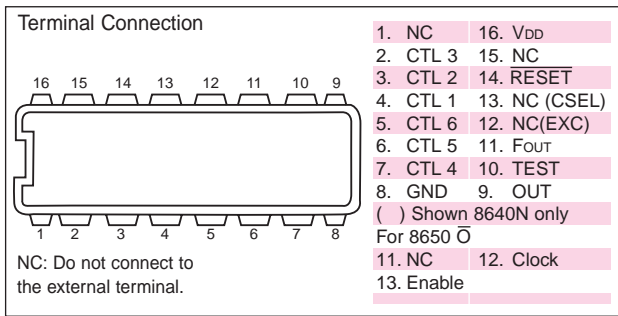 Terminal Connection
16 15 14 13 12 11 10 9
1 2 3 4 5 6 7 8
NC: Do not connect to
the external terminal.
1. NC 16. VDD
2. CTL 3 15. NC
3. CTL 2 14. R̅E̅S̅E̅T̅
4. CTL 1 13. NC (CSEL)
5. CTL 6 12. NC(EXC)
6. CTL 5 11. FOUT
7. CTL 4 10. TEST
8. GND 9. OUT
( ) Shown 8640N only
For 8650 O̅
11. NC 12. Clock
13. Enable